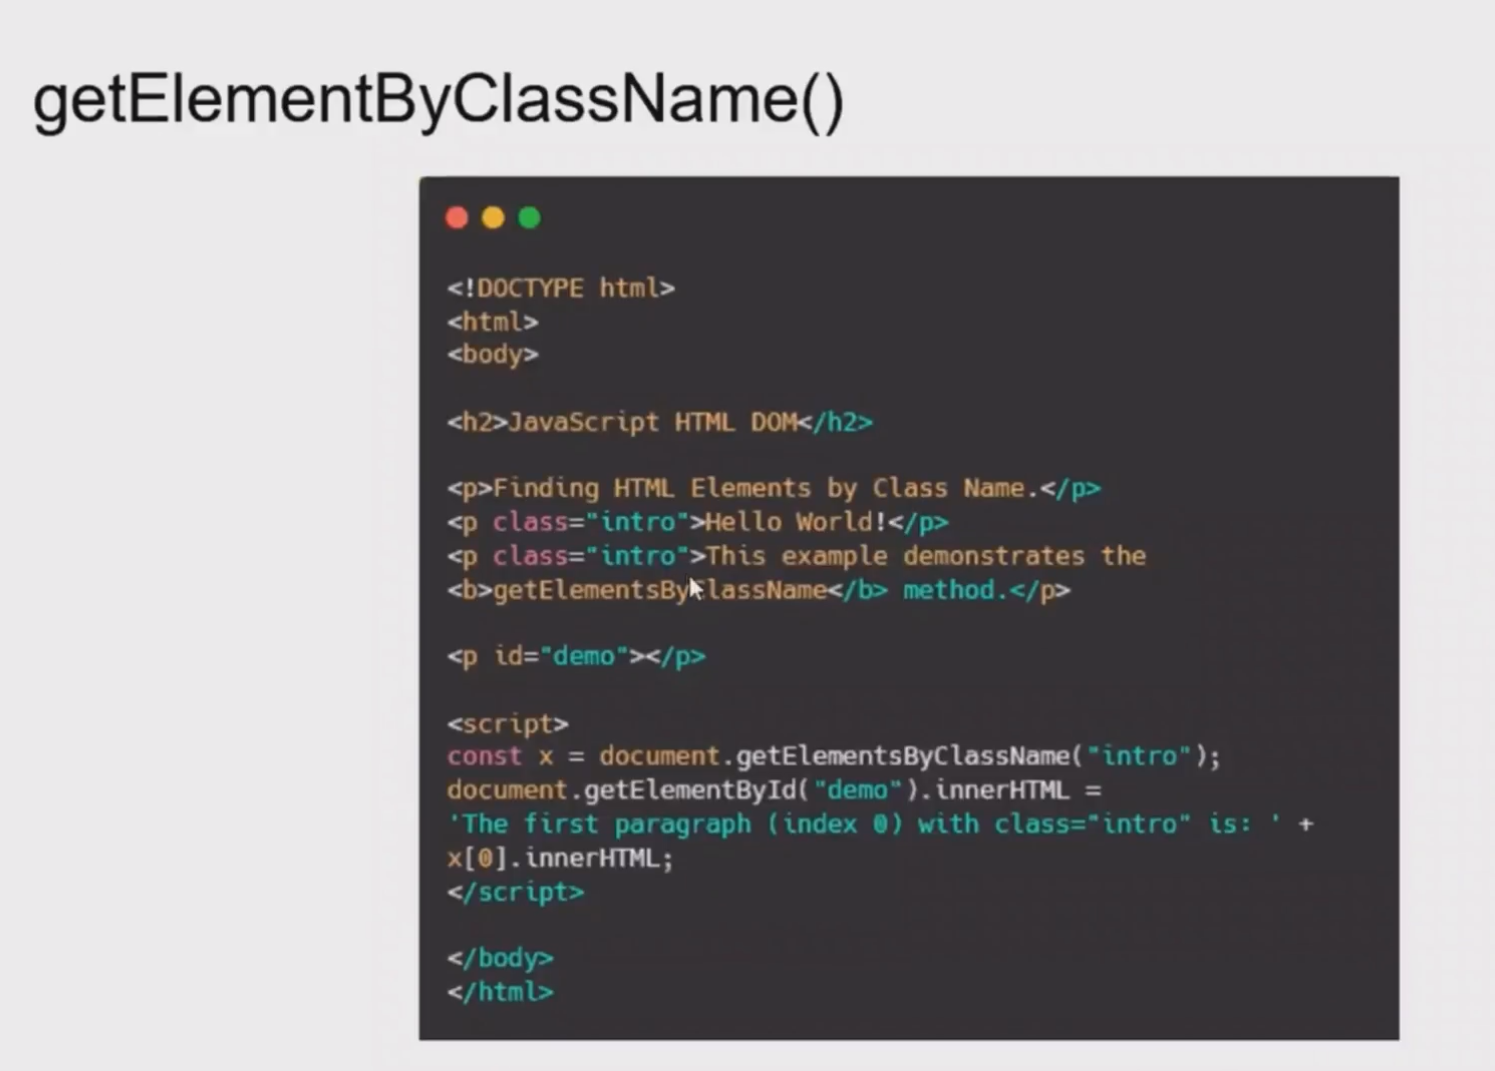 getElementByClassName()
<!DOCTYPE html>
<html>
<body>
<h2>JavaScript HTML DOM</h2>
<p>Finding HTML Elements by Class Name.</p>
<p class="intro">Hello World!</p>
<p class="intro">This example demonstrates the
<b>getElementsByClassName</b> method.</p>
<p id="demo"></p>
<script>
const x = document.getElementsByClassName("intro");
document.getElementById("demo").innerHTML =
'The first paragraph (index 0) with class="intro" is: ' +
x[0].innerHTML;
</script>
</body>
</html>